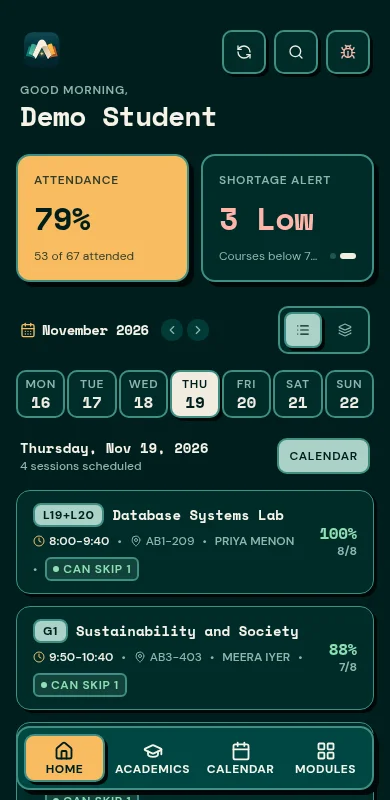 GOOD MORNING,
Demo Student
ATTENDANCE
79%
53 of 67 attended
SHORTAGE ALERT
3 Low
Courses below 7...
November 2026
MON TUE WED THU FRI SAT SUN
16 17 18 19 20 21 22
Thursday, Nov 19, 2026
4 sessions scheduled
CALENDAR
L19+L20 Database Systems Lab
8:00–9:40 • AB1-209 • PRIYA MENON
• CAN SKIP 1
100%
8/8
G1 Sustainability and Society
9:50–10:40 • AB3-403 • MEERA IYER •
CAN SKIP 1
88%
7/8
HOME ACADEMICS CALENDAR MODULES
CAN SKIP 1